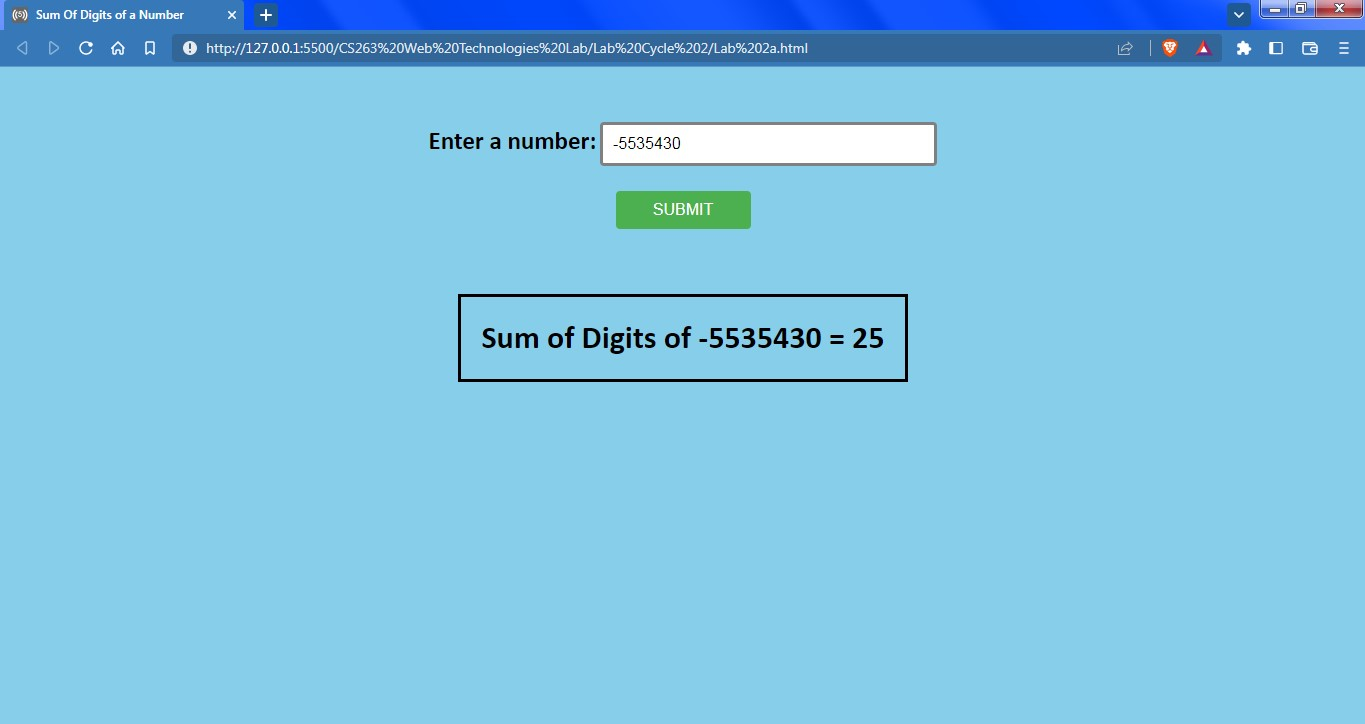 Sum Of Digits of a Number
http://127.0.0.1:5500/CS263%20Web%20Technologies%20Lab/Lab%20Cycle%202/Lab%202a.html
Enter a number: -5535430
SUBMIT
Sum of Digits of -5535430 = 25